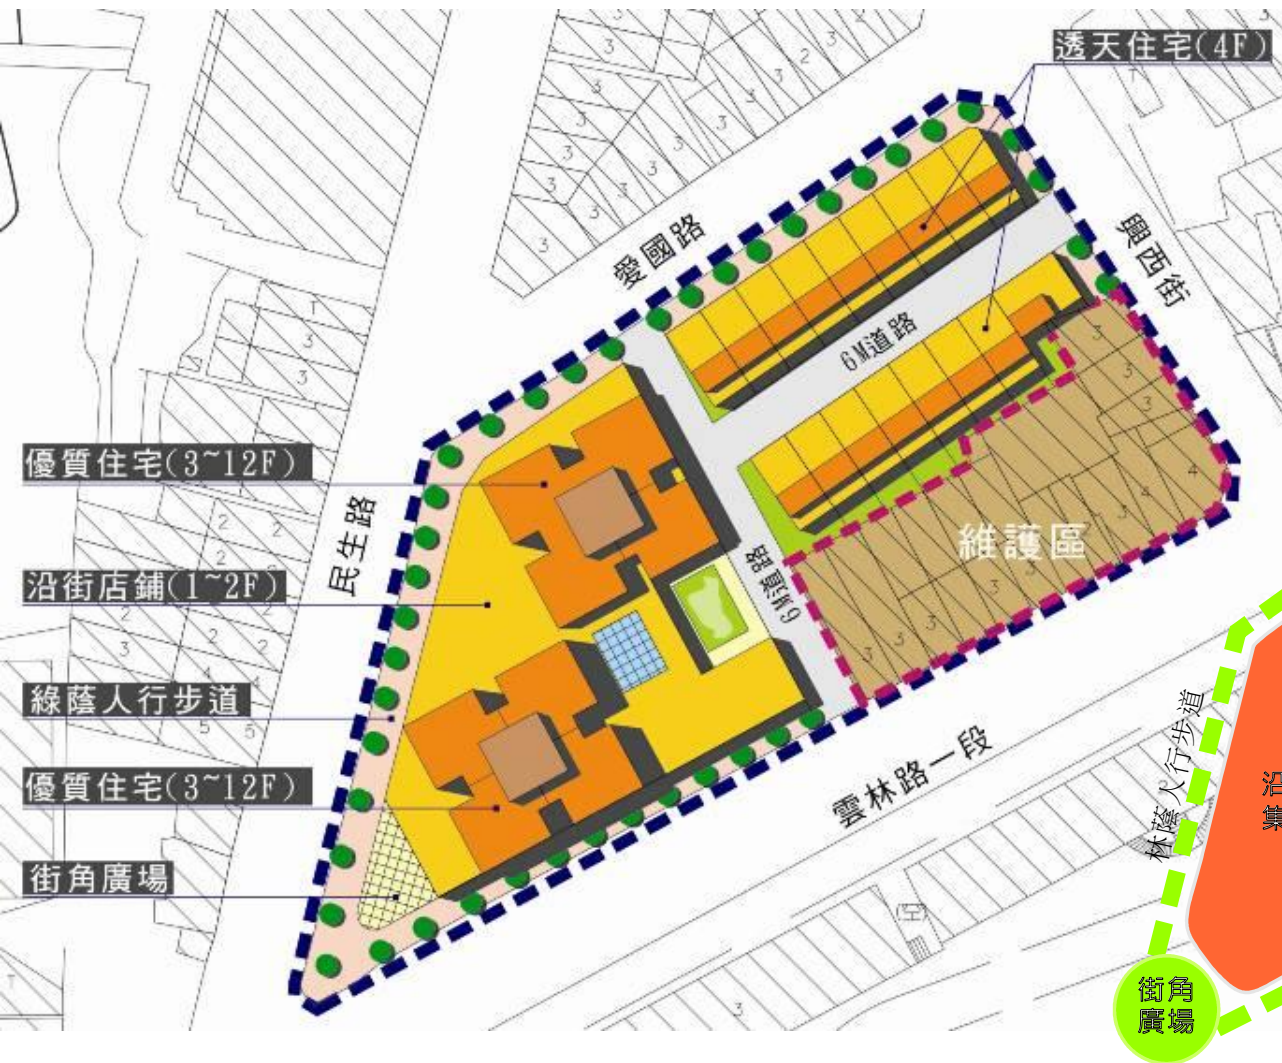 透天住宅(4F)
愛國路
興西街
6M道路
優質住宅(3~12F)
民生路
維護區
6M道路
沿街店鋪(1~2F)
綠蔭人行步道
林蔭人行步道
雲林路一段
優質住宅(3~12F)
沿
集
街角廣場
街角
廣場